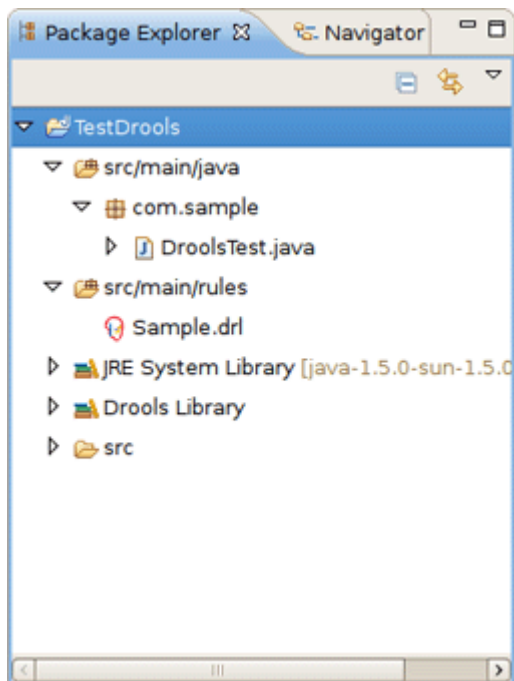 Package Explorer Navigator
TestDrools
src/main/java
com.sample
DroolsTest.java
src/main/rules
Sample.drl
JRE System Library [java-1.5.0-sun-1.5.0
Drools Library
src